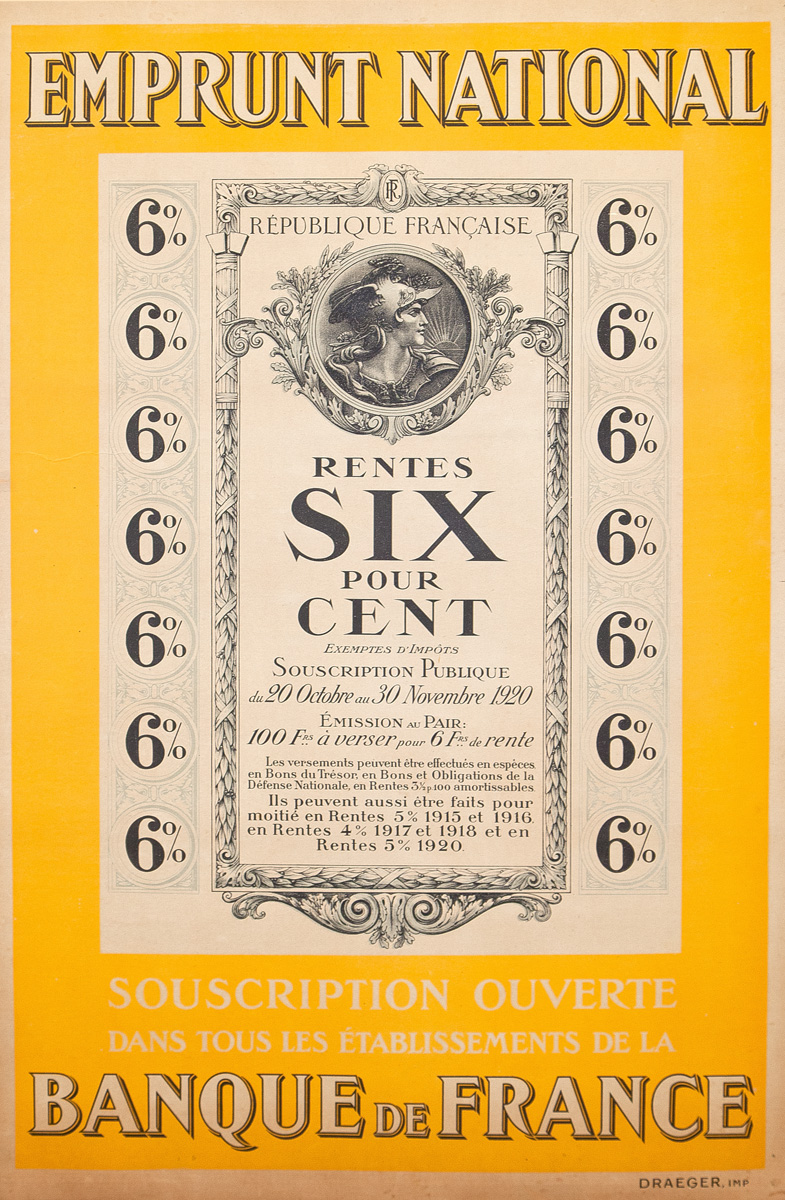 EMPRUNT NATIONAL
RF
RÉPUBLIQUE FRANÇAISE
6% 6%
6% 6%
6% 6%
6% 6%
6% 6%
6% 6%
6% 6%
RENTES
SIX
POUR
CENT
EXEMPTES D'IMPÔTS
SOUSCRIPTION PUBLIQUE
du 20 Octobre au 30 Novembre 1920
ÉMISSION AU PAIR:
100 Frs. à verser pour 6 Frs. de rente
Les versements peuvent être effectués en espèces,
en Bons du Trésor, en Bons et Obligations de la
Défense Nationale, en Rentes 3½ p.100 amortissables.
Ils peuvent aussi être faits pour
moitié en Rentes 5% 1915 et 1916,
en Rentes 4% 1917 et 1918 et en
Rentes 5% 1920.
SOUSCRIPTION OUVERTE
DANS TOUS LES ÉTABLISSEMENTS DE LA
BANQUE DE FRANCE
DRAEGER, IMP